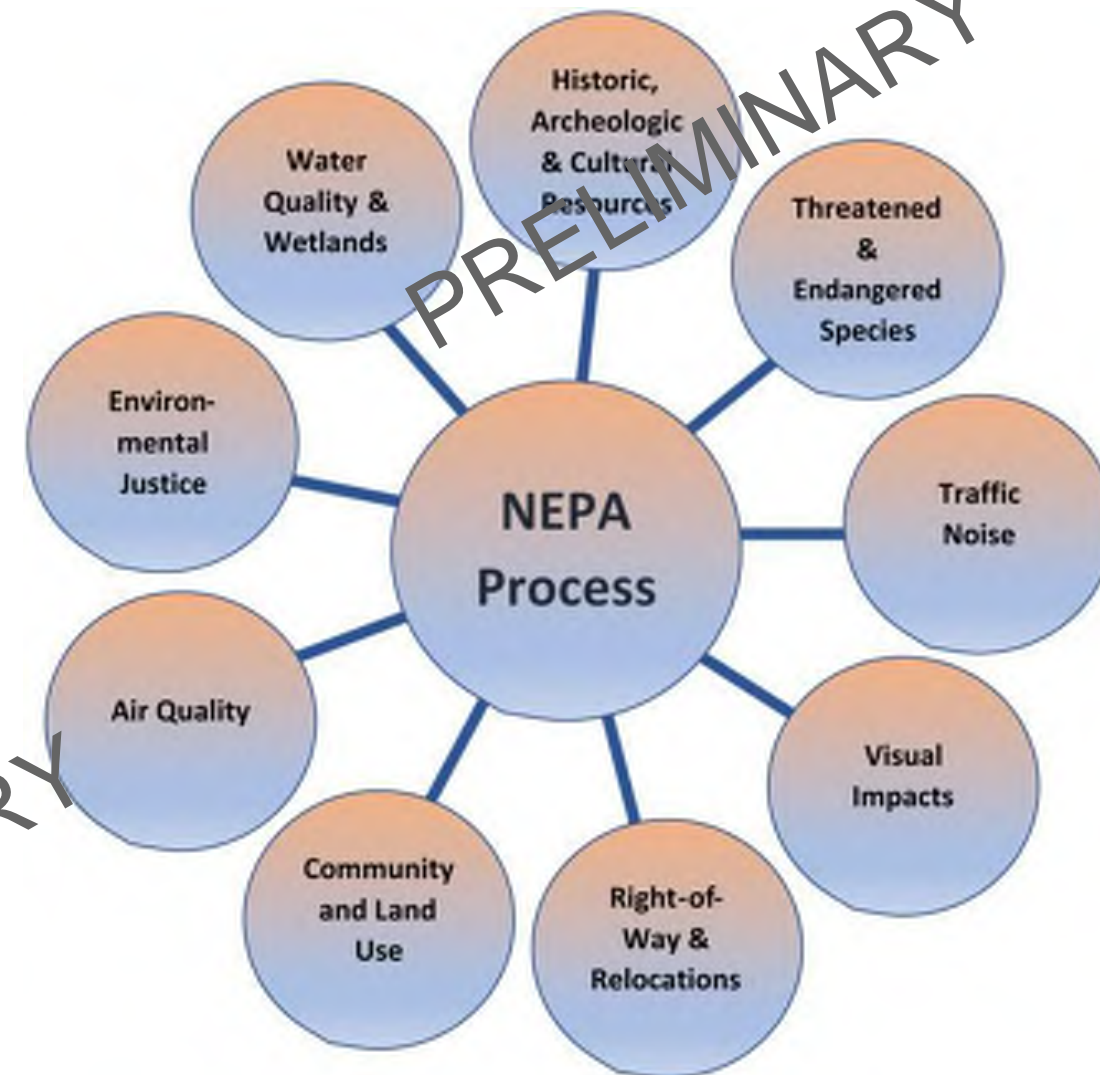 Historic,
Archeologic
& Cultural
Resources
Threatened
&
Endangered
Species
Traffic
Noise
Visual
Impacts
Right-of-
Way &
Relocations
Community
and Land
Use
Air Quality
Environ-
mental
Justice
Water
Quality &
Wetlands
NEPA
Process
PRELIMINARY
RY